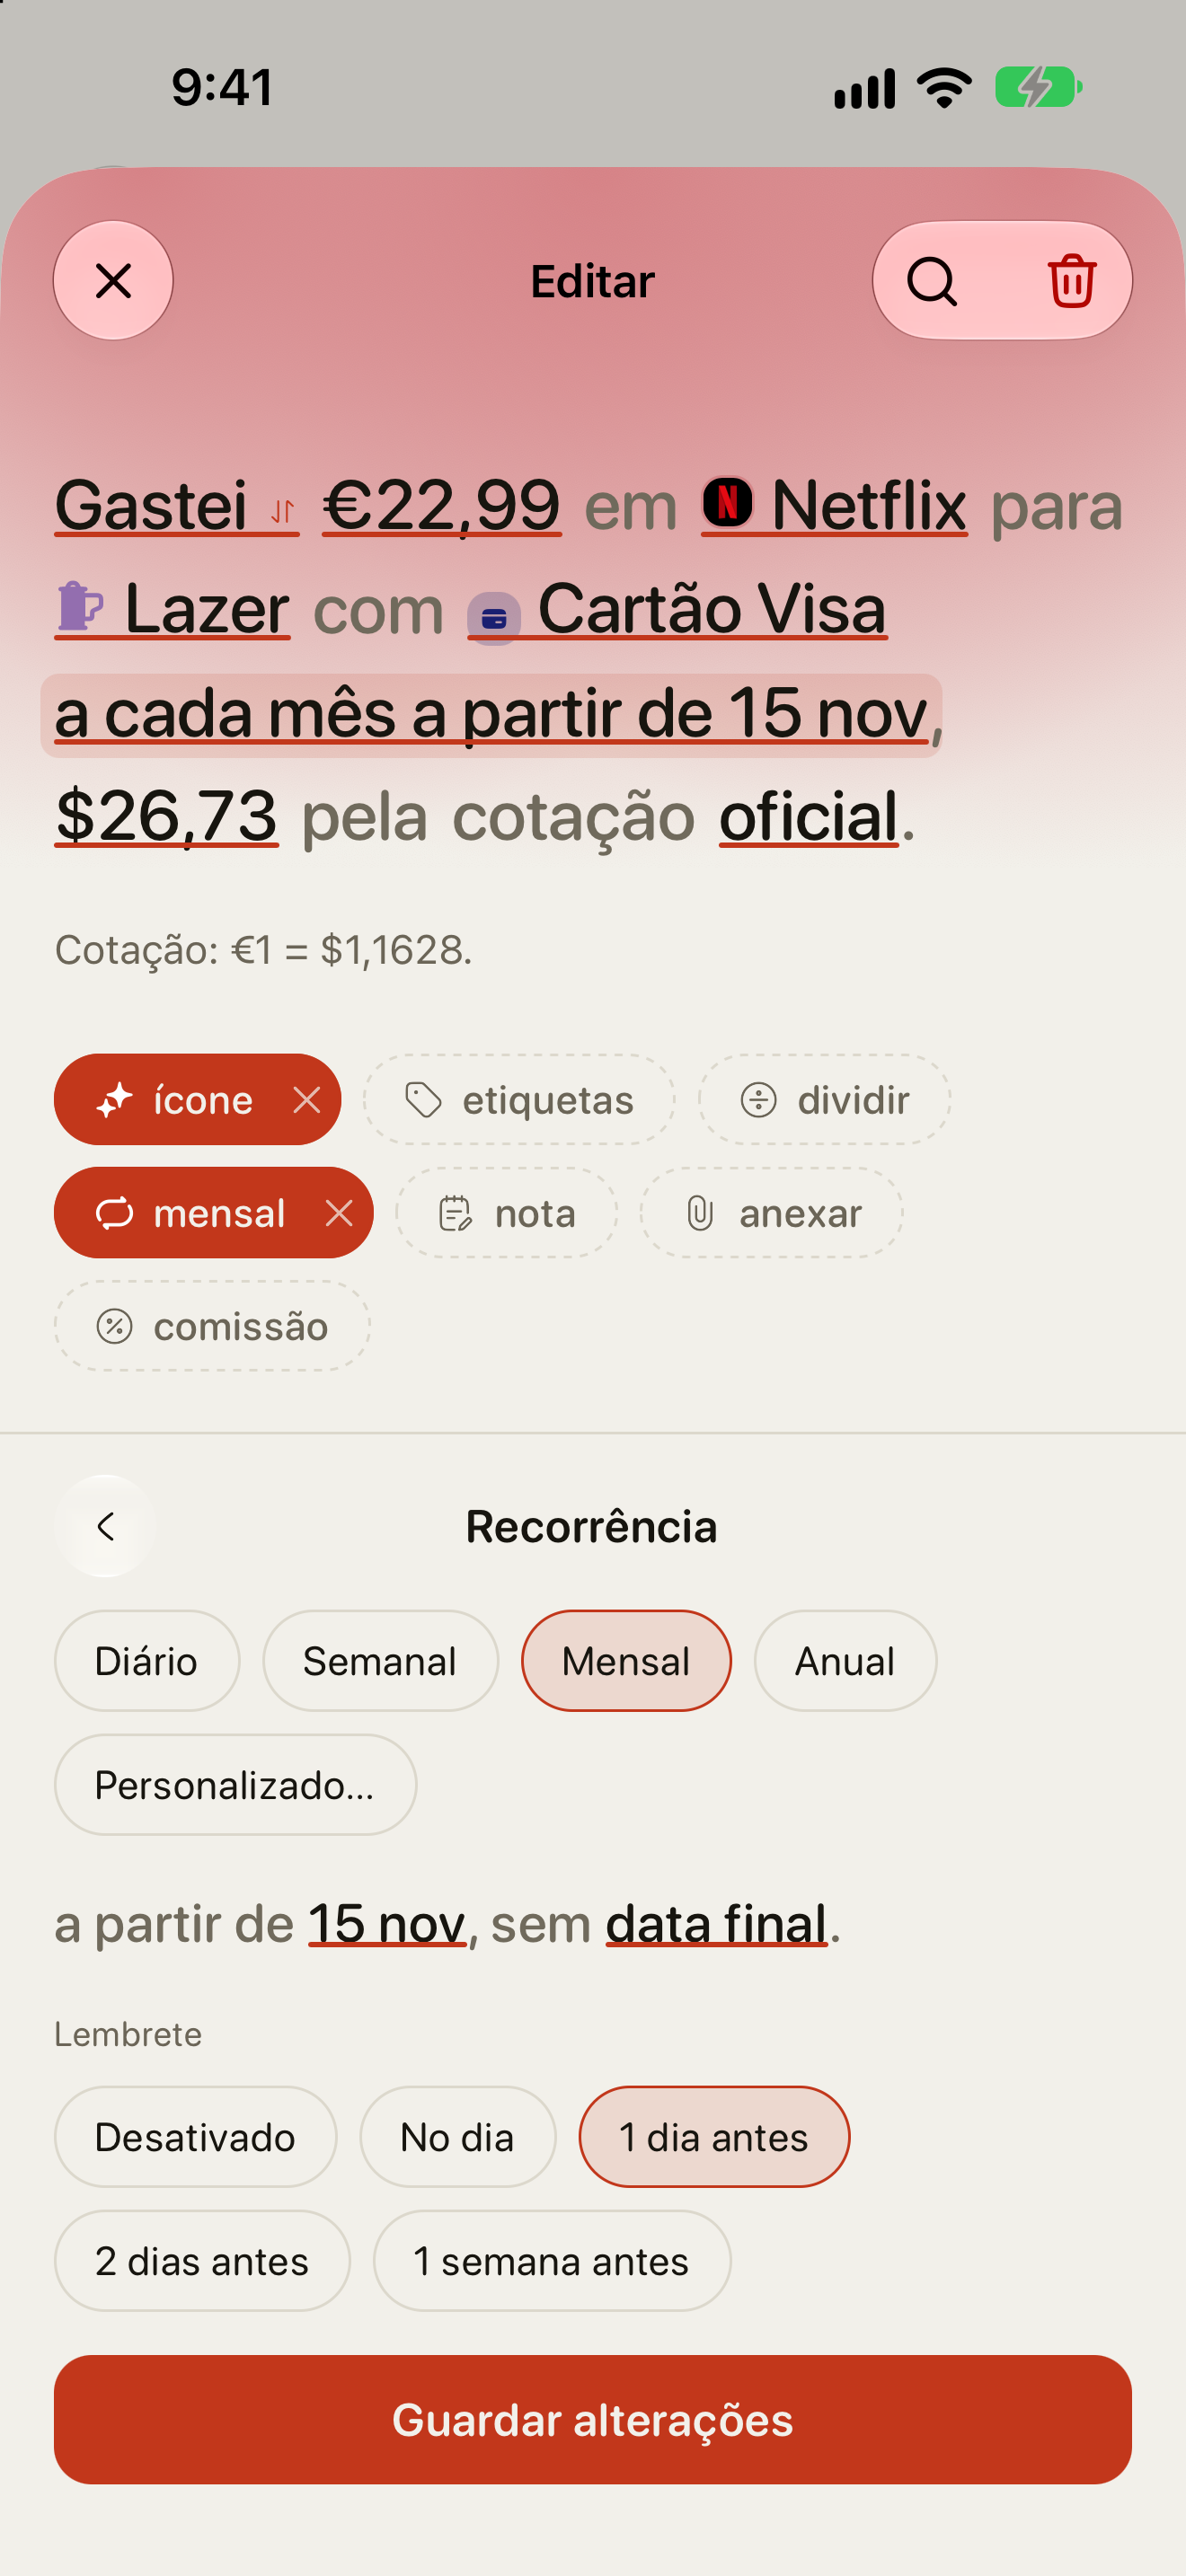 9:41
Editar
Gastei €22,99 em N Netflix para
Lazer com Cartão Visa
a cada mês a partir de 15 nov,
$26,73 pela cotação oficial.
Cotação: €1 = $1,1628.
ícone etiquetas dividir
mensal nota anexar
comissão
Recorrência
Diário Semanal Mensal Anual
Personalizado...
a partir de 15 nov, sem data final.
Lembrete
Desativado No dia 1 dia antes
2 dias antes 1 semana antes
Guardar alterações